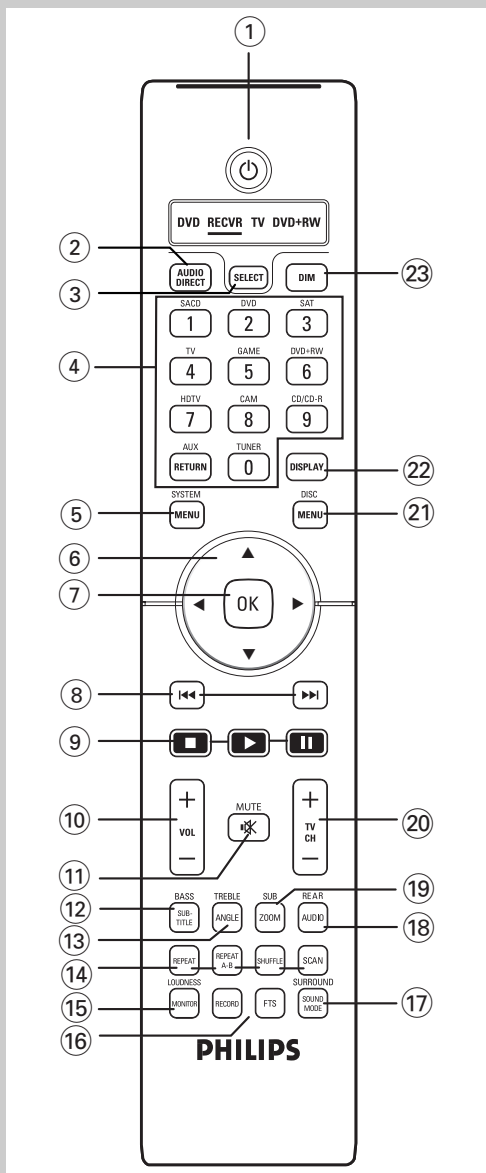 1
DVD RECVR TV DVD+RW
2
AUDIO DIRECT
SELECT
DIM
23
3
SACD DVD SAT
1 2 3
4
TV GAME DVD+RW
4 5 6
HDTV CAM CD/CD-R
7 8 9
AUX TUNER
RETURN 0 DISPLAY
22
SYSTEM DISC
5
MENU MENU
21
6
7
OK
8
9
+ +
10
VOL
MUTE
TV
CH
20
− −
11
BASS TREBLE SUB REAR
19
12
SUB-
TITLE
ANGLE ZOOM AUDIO
18
13
14
REPEAT
REPEAT
A-B
SHUFFLE SCAN
LOUDNESS SURROUND
15
MONITOR RECORD FTS
SOUND
MODE
17
16
PHILIPS